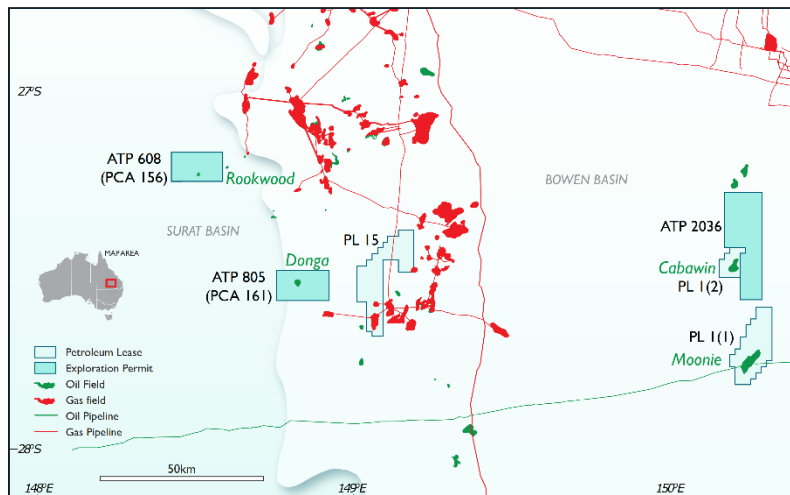 27°S
ATP 608
(PCA 156)
Rookwood
BOWEN BASIN
SURAT BASIN
PL 15
ATP 2036
MAP AREA
Donga
ATP 805
(PCA 161)
Cabawin
PL 1(2)
PL 1(1)
Moonie
Petroleum Lease
Exploration Permit
Oil Field
Gas field
Oil Pipeline
Gas Pipeline
28°S
50km
148°E
149°E
150°E